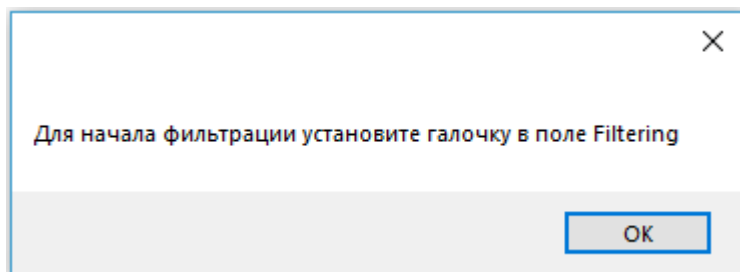 Для начала фильтрации установите галочку в поле Filtering
OK